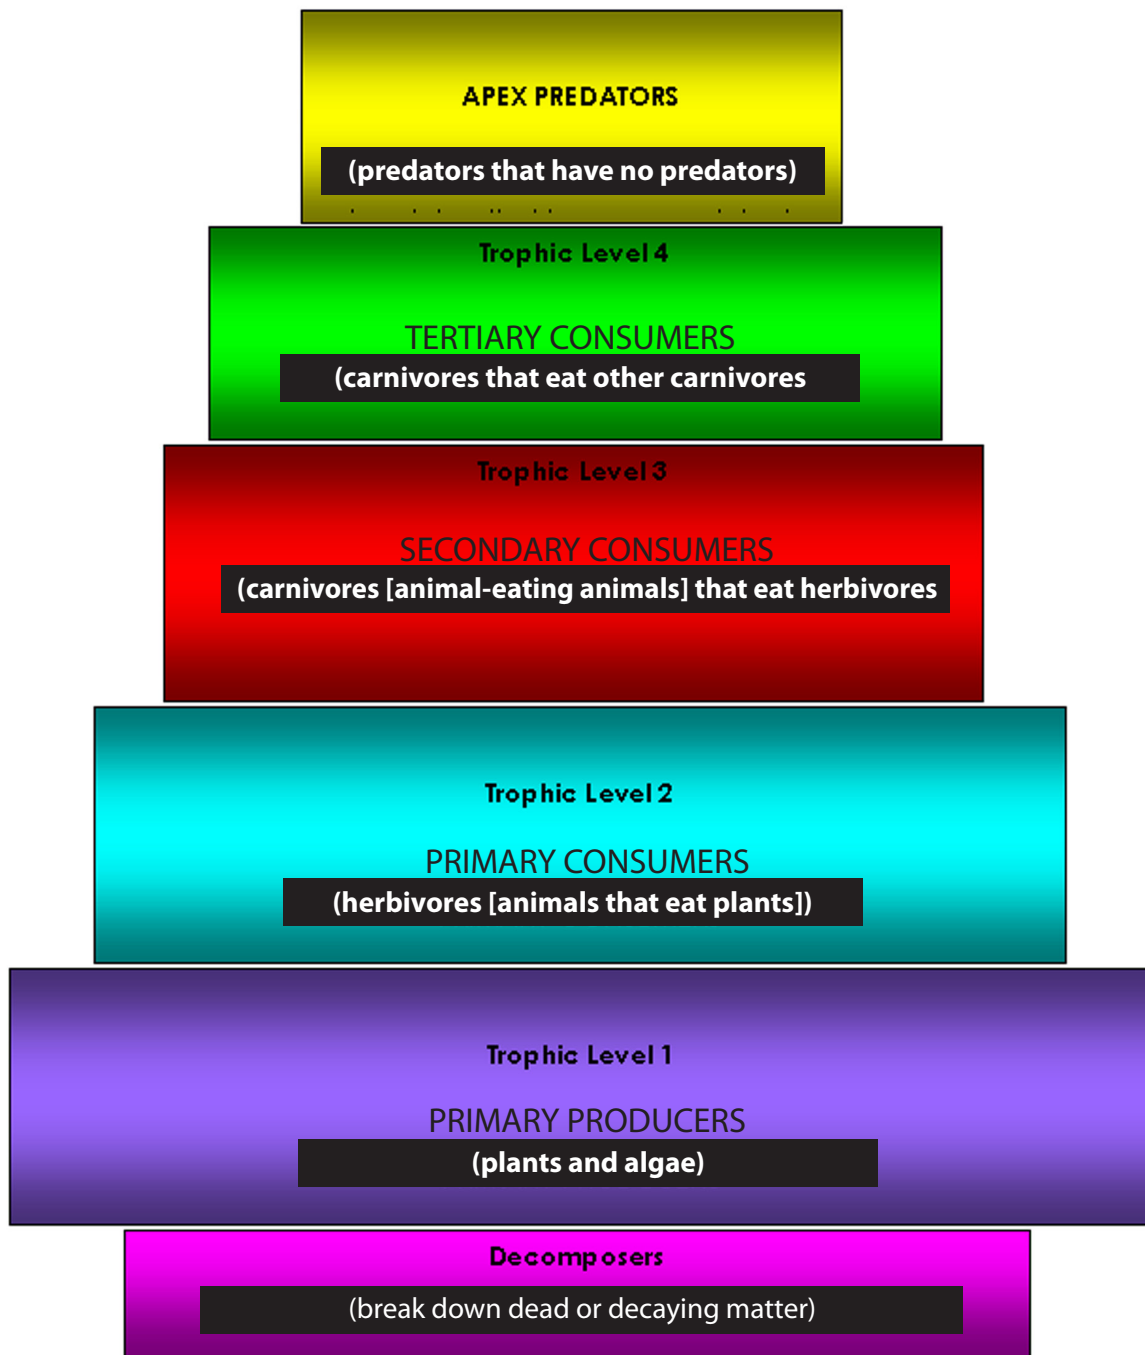 APEX PREDATORS
(predators that have no predators)
Trophic Level 4
TERTIARY CONSUMERS
(carnivores that eat other carnivores
Trophic Level 3
SECONDARY CONSUMERS
(carnivores [animal-eating animals] that eat herbivores
Trophic Level 2
PRIMARY CONSUMERS
(herbivores [animals that eat plants])
Trophic Level 1
PRIMARY PRODUCERS
(plants and algae)
Decomposers
(break down dead or decaying matter)